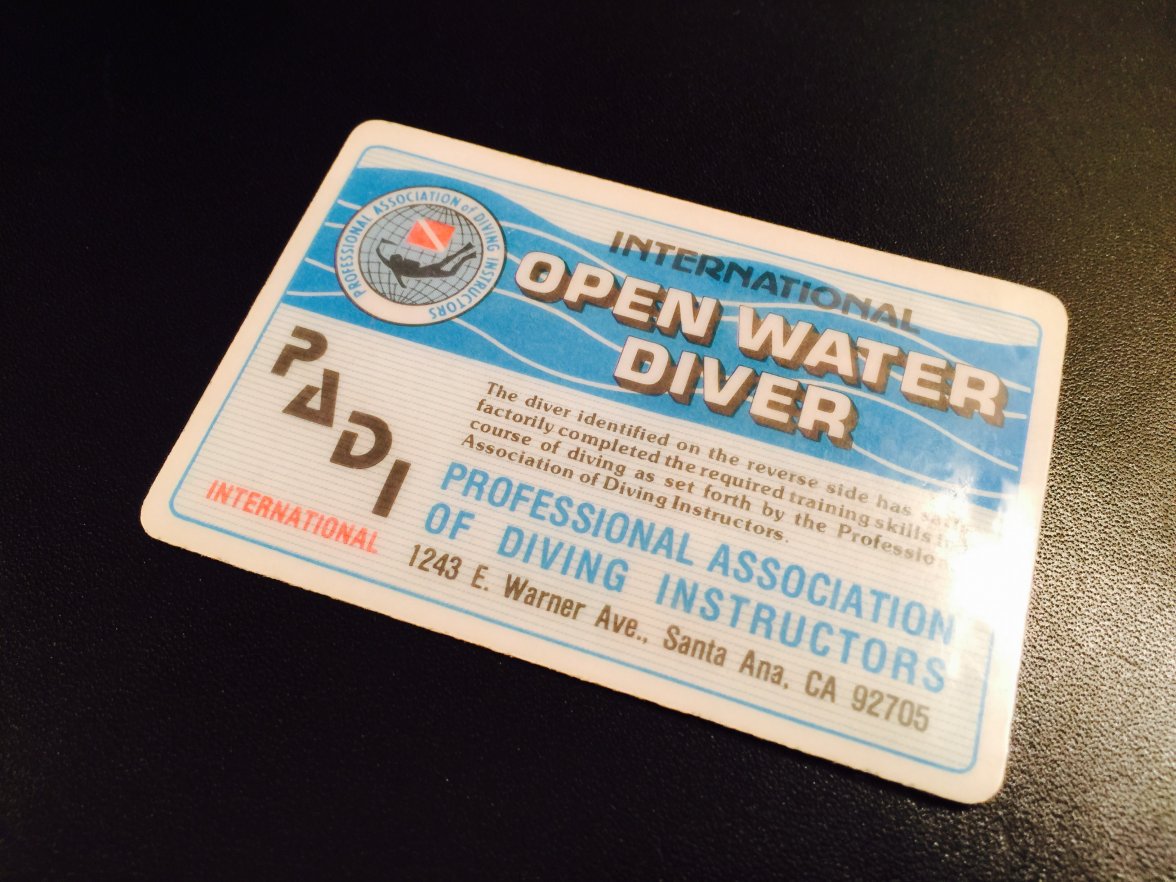 PROFESSIONAL ASSOCIATION of DIVING INSTRUCTORS
INTERNATIONAL
OPEN WATER
DIVER
PADI
INTERNATIONAL
The diver identified on the reverse side has satis-
factorily completed the required training skills
course of diving as set forth by the Professio
Association of Diving Instructors.
PROFESSIONAL ASSOCIATION
OF DIVING INSTRUCTORS
1243 E. Warner Ave., Santa Ana, CA 92705